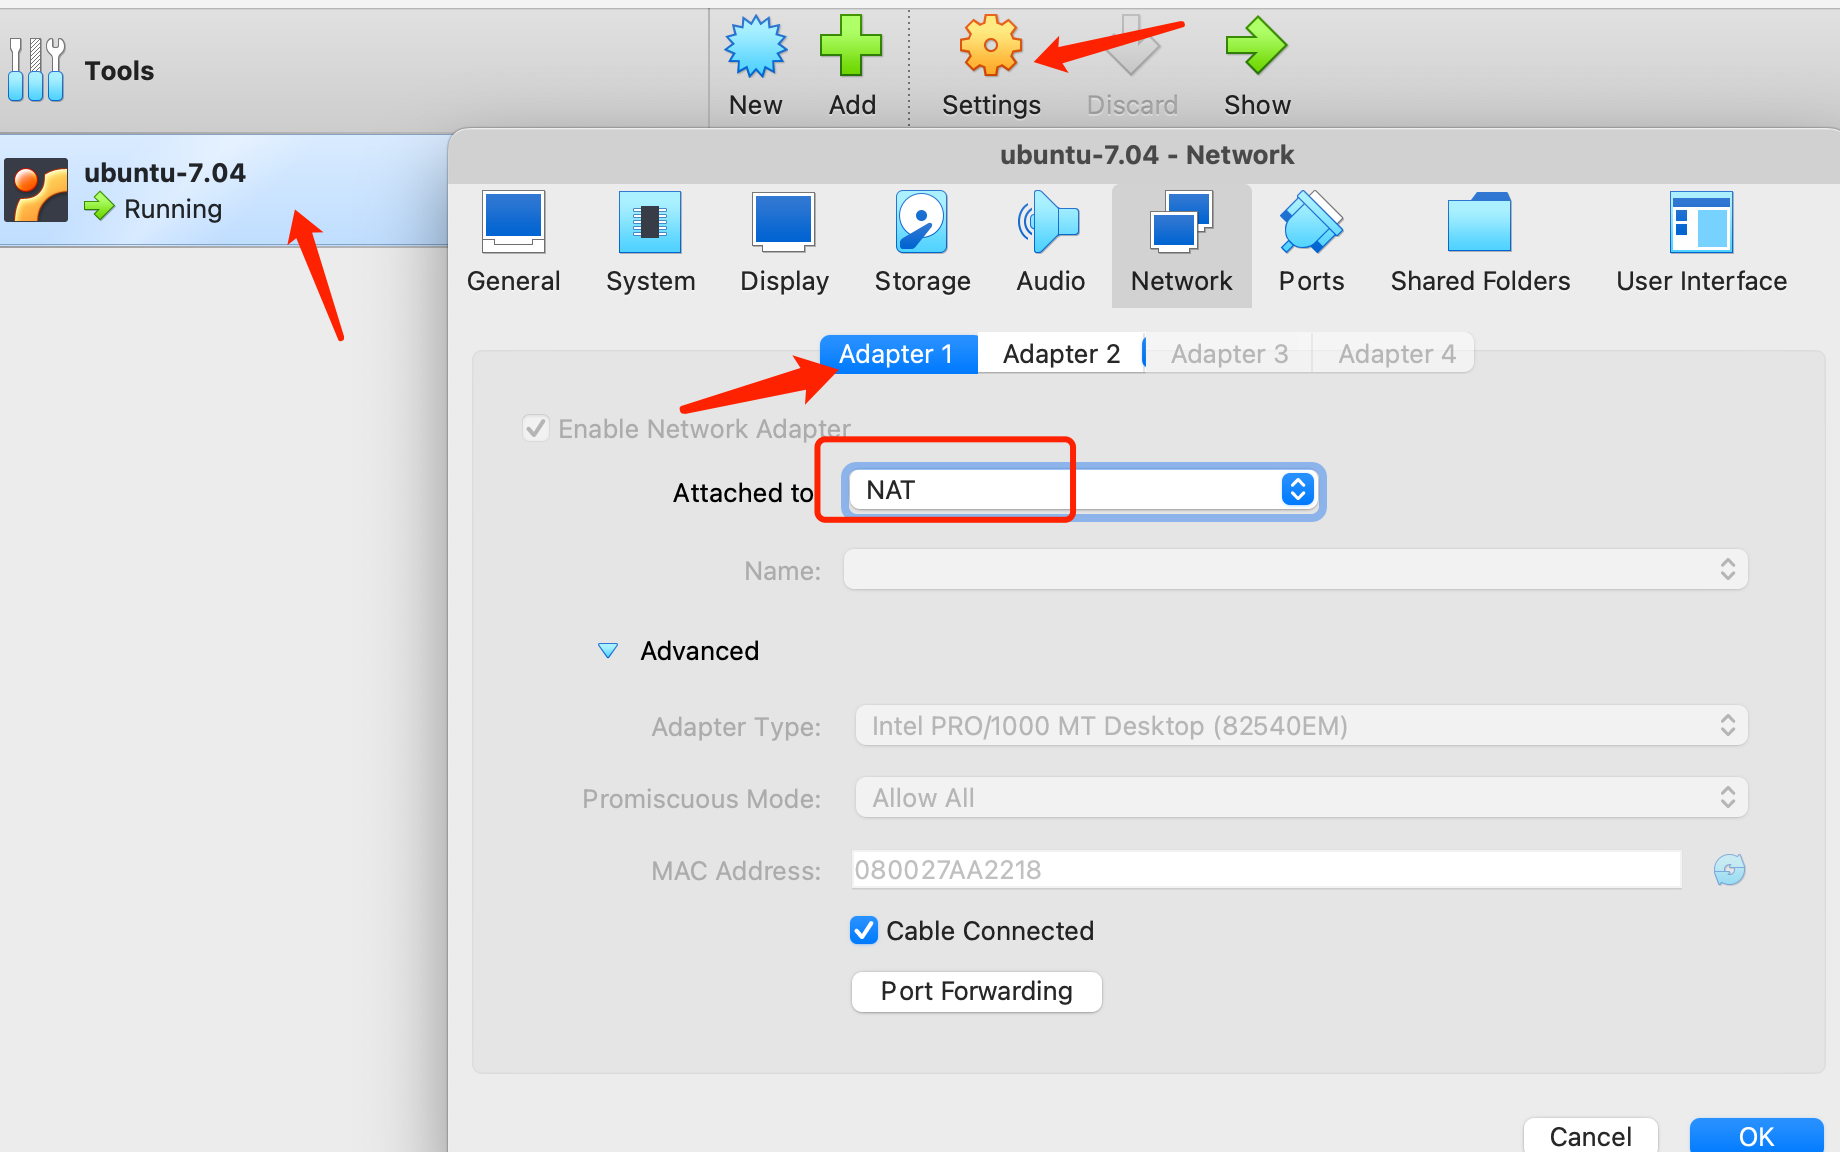 Tools
New Add Settings Discard Show
ubuntu-7.04
Running
ubuntu-7.04 - Network
General System Display Storage Audio Network Ports Shared Folders User Interface
Adapter 1 Adapter 2 Adapter 3 Adapter 4
Enable Network Adapter
Attached to NAT
Name:
Advanced
Adapter Type: Intel PRO/1000 MT Desktop (82540EM)
Promiscuous Mode: Allow All
MAC Address: 080027AA2218
Cable Connected
Port Forwarding
Cancel OK